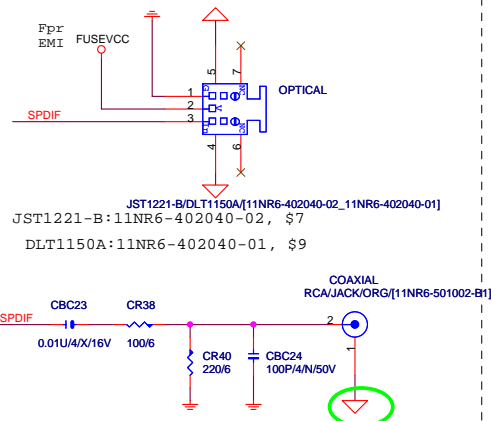 Fpr
EMI
FUSEVCC
5
7
G
NC
OPTICAL
1
2
V
SPDIF
3
NC
4
6
JST1221-B/DLT1150A/[11NR6-402040-02_11NR6-402040-01]
JST1221-B:11NR6-402040-02, $7
DLT1150A:11NR6-402040-01, $9
COAXIAL
RCA/JACK/ORG/[11NR6-501002-B1]
SPDIF
CBC23
CR38
2
0.01U/4/X/16V
100/6
1
CR40
220/6
CBC24
100P/4/N/50V